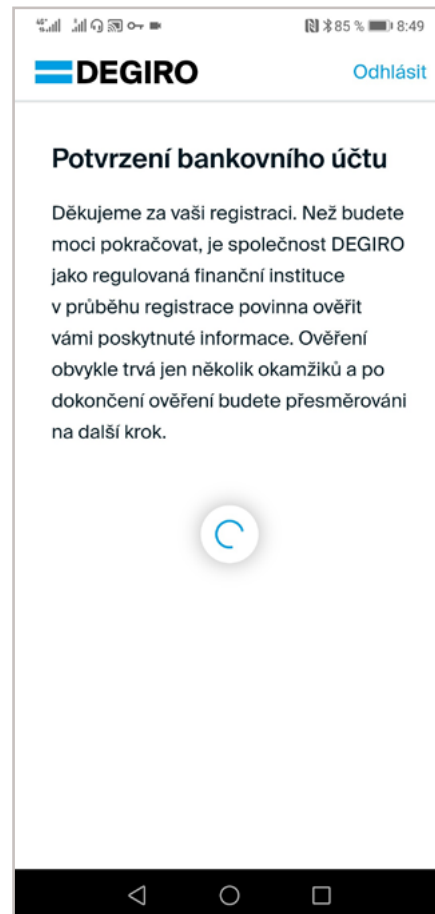 85 % 8:49
DEGIRO Odhlásit
Potvrzení bankovního účtu
Děkujeme za vaši registraci. Než budete
moci pokračovat, je společnost DEGIRO
jako regulovaná finanční instituce
v průběhu registrace povinna ověřit
vámi poskytnuté informace. Ověření
obvykle trvá jen několik okamžiků a po
dokončení ověření budete přesměrováni
na další krok.